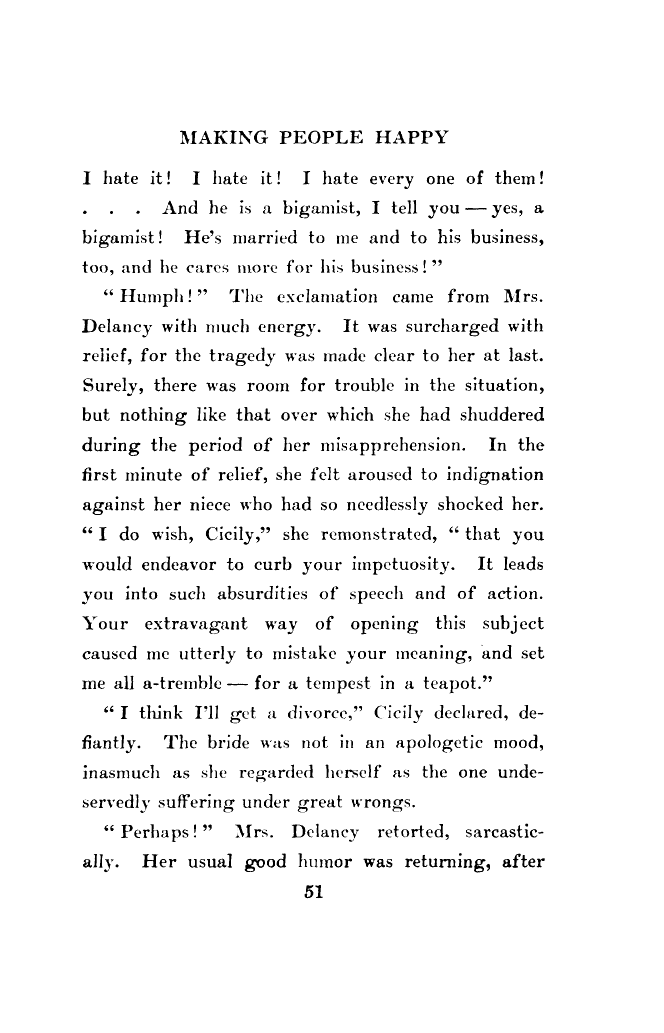 MAKING PEOPLE HAPPY
I hate it! I hate it! I hate every one of them!
. . . And he is a bigamist, I tell you — yes, a
bigamist! He's married to me and to his business,
too, and he cares more for his business!”
“Humph!” The exclamation came from Mrs.
Delancy with much energy. It was surcharged with
relief, for the tragedy was made clear to her at last.
Surely, there was room for trouble in the situation,
but nothing like that over which she had shuddered
during the period of her misapprehension. In the
first minute of relief, she felt aroused to indignation
against her niece who had so needlessly shocked her.
“I do wish, Cicily,” she remonstrated, “that you
would endeavor to curb your impetuosity. It leads
you into such absurdities of speech and of action.
Your extravagant way of opening this subject
caused me utterly to mistake your meaning, and set
me all a-tremble — for a tempest in a teapot.”
“I think I'll get a divorce,” Cicily declared, de-
fiantly. The bride was not in an apologetic mood,
inasmuch as she regarded herself as the one unde-
servedly suffering under great wrongs.
“Perhaps!” Mrs. Delancy retorted, sarcastic-
ally. Her usual good humor was returning, after
51